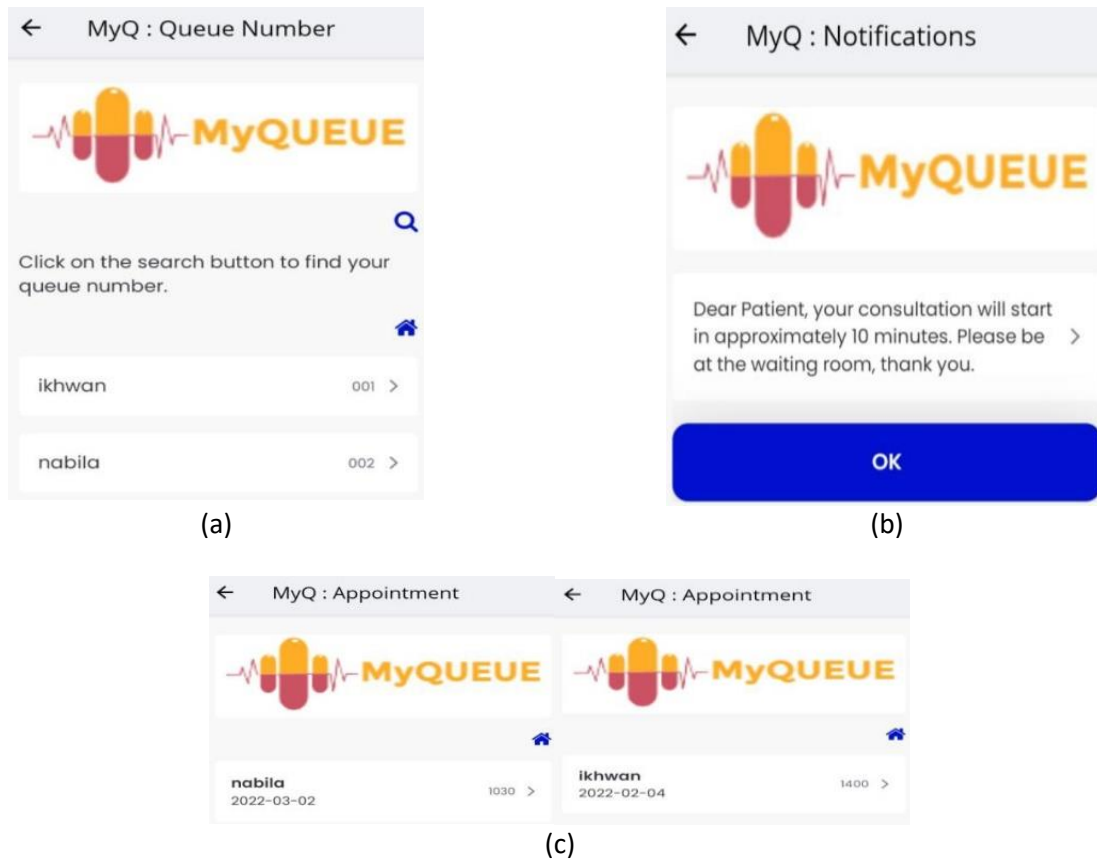 MyQ : Queue Number
MyQUEUE
Click on the search button to find your
queue number.
ikhwan 001 >
nabila 002 >
(a)
MyQ : Notifications
MyQUEUE
Dear Patient, your consultation will start
in approximately 10 minutes. Please be
at the waiting room, thank you.
OK
(b)
MyQ : Appointment
MyQUEUE
nabila
2022-03-02
1030 >
MyQ : Appointment
MyQUEUE
ikhwan
2022-02-04
1400 >
(c)